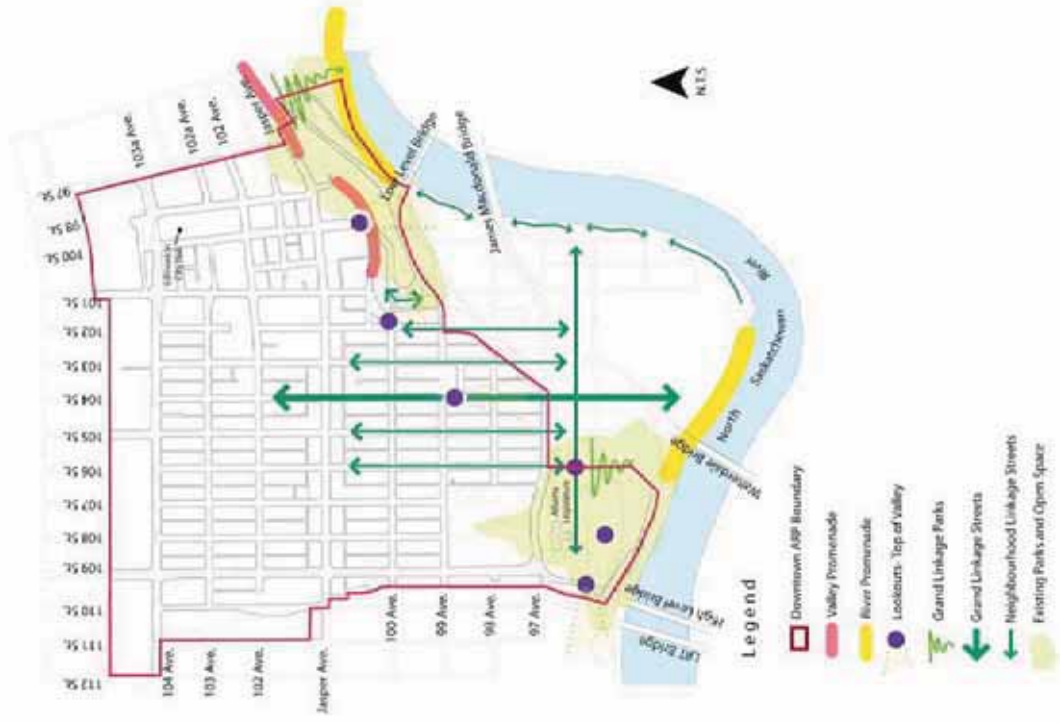 97 St.
98 St.
100 St.
101 St.
102 St.
103 St.
104 St.
105 St.
106 St.
107 St.
108 St.
109 St.
110 St.
111 St.
112 St.
103a Ave.
102a Ave.
102 Ave.
Jasper Ave.
City Hall
104 Ave.
103 Ave.
102 Ave.
Jasper Ave.
100 Ave.
99 Ave.
98 Ave.
97 Ave.
Alberta
Legislature
Low Level Bridge
James Macdonald Bridge
Walterdale Bridge
High Level Bridge
LRT Bridge
North
Saskatchewan
River
N.T.S
Legend
Downtown ARP Boundary
Valley Promenade
River Promenade
Lookouts - Top of Valley
Grand Linkage Parks
Grand Linkage Streets
Neighbourhood Linkage Streets
Existing Parks and Open Space